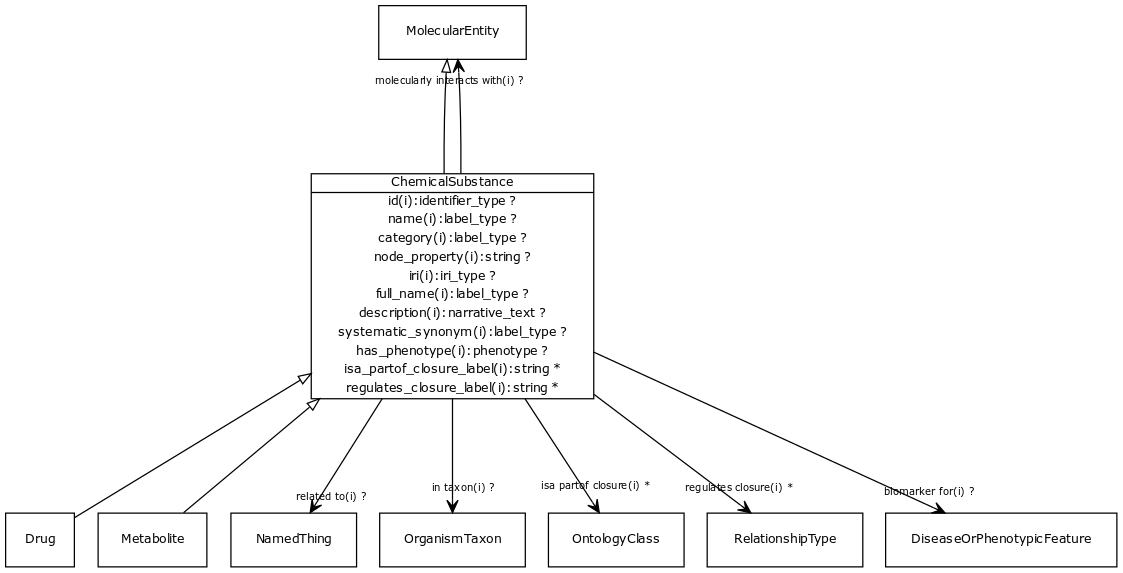 MolecularEntity
molecularly interacts with(i) ?
ChemicalSubstance
id(i):identifier_type ?
name(i):label_type ?
category(i):label_type ?
node_property(i):string ?
iri(i):iri_type ?
full_name(i):label_type ?
description(i):narrative_text ?
systematic_synonym(i):label_type ?
has_phenotype(i):phenotype ?
isa_partof_closure_label(i):string *
regulates_closure_label(i):string *
related to(i) ?
in taxon(i) ?
isa partof closure(i) *
regulates closure(i) *
biomarker for(i) ?
Drug
Metabolite
NamedThing
OrganismTaxon
OntologyClass
RelationshipType
DiseaseOrPhenotypicFeature